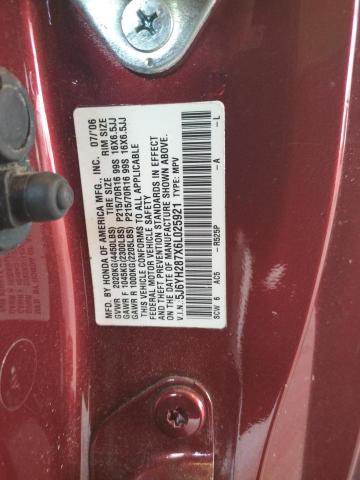 MFD. BY HONDA OF AMERICA MFG., INC. 07/'06
TIRE SIZE RIM SIZE
GVWR 2020KG(4450LBS)
GAWR F 1045KG(2300LBS) P215/70R16 99S 16X6.5JJ
GAWR R 1000KG(2205LBS) P215/70R16 99S 16X6.5JJ
THIS VEHICLE CONFORMS TO ALL APPLICABLE
FEDERAL MOTOR VEHICLE SAFETY
AND THEFT PREVENTION STANDARDS IN EFFECT
ON THE DATE OF MANUFACTURE SHOWN ABOVE.
V.I.N.: 5J6YH287X6L025921 TYPE: MPV
SCW 6 AC5 -R525P -A -L